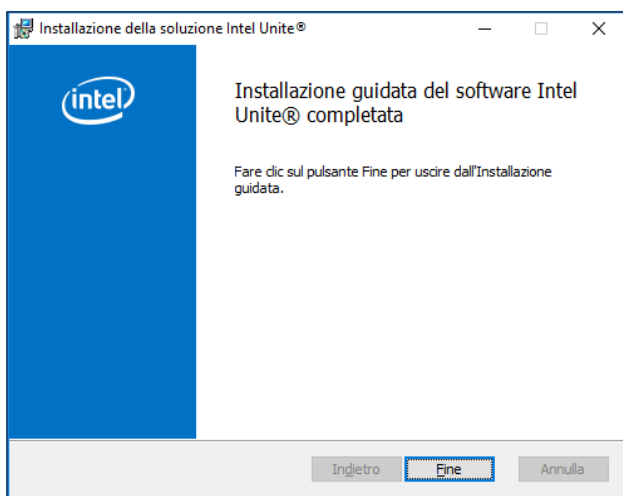 Installazione della soluzione Intel Unite®
intel
Installazione guidata del software Intel
Unite® completata
Fare clic sul pulsante Fine per uscire dall'Installazione
guidata.
Indietro
Fine
Annulla